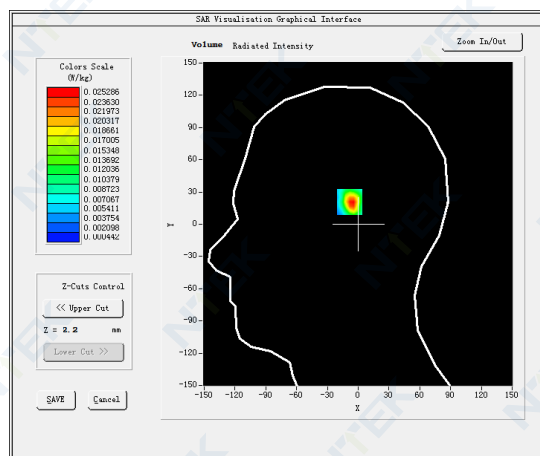 SAR Visualisation Graphical Interface
Volume Radiated Intensity
Zoom In/Out
Colors Scale
(W/kg)
0.025286
0.023630
0.021973
0.020317
0.018661
0.017005
0.015348
0.013692
0.012036
0.010379
0.008723
0.007067
0.005411
0.003754
0.002098
0.000442
Z-Cuts Control
<< Upper Cut
Z = 2.2 mm
Lower Cut >>
SAVE
Cancel
150
120
90
60
30
0
-30
-60
-90
-120
-150
Y
-150 -120 -90 -60 -30 0 30 60 90 120 150
X
NTEK